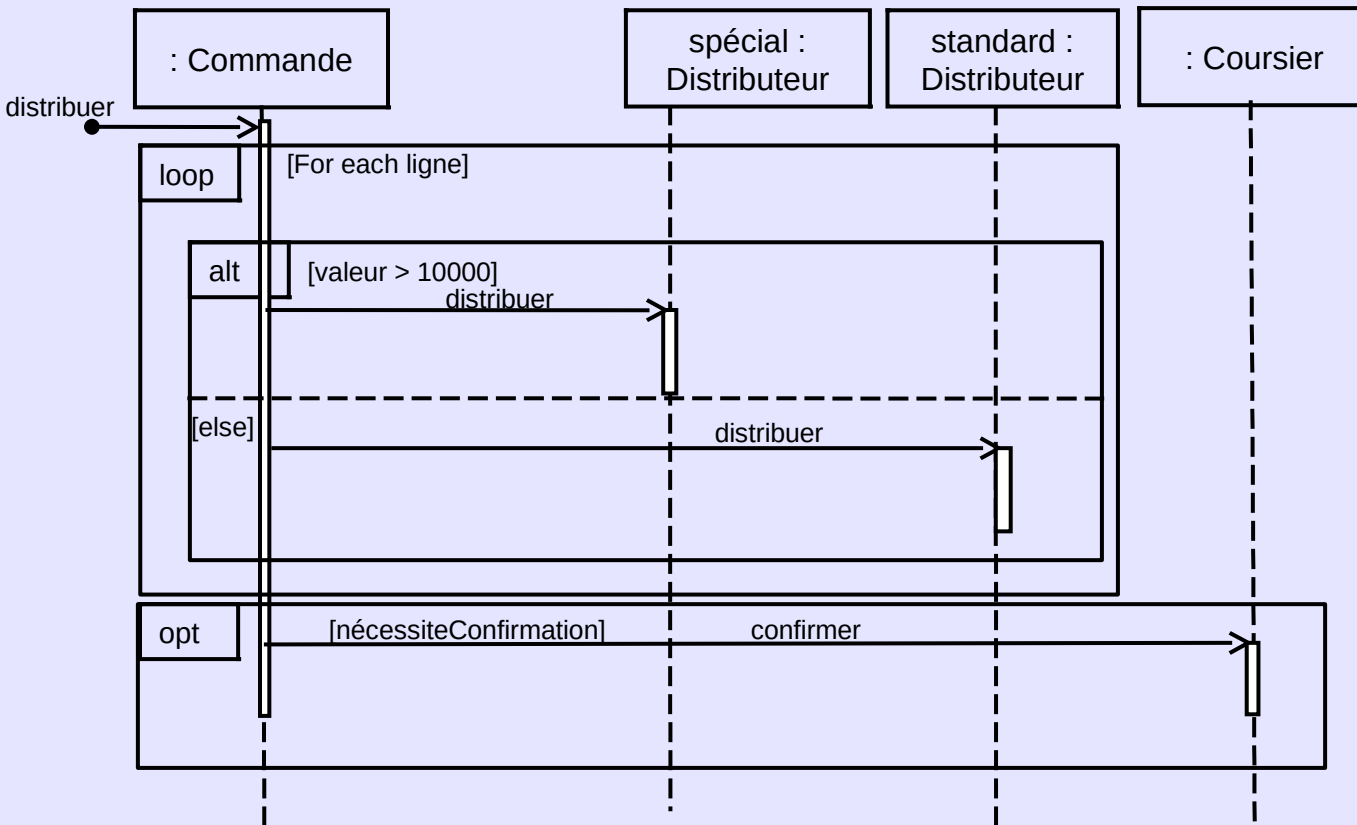 : Commande
spécial :
Distributeur
standard :
Distributeur
: Coursier
distribuer
loop
[For each ligne]
alt
[valeur > 10000]
distribuer
[else]
distribuer
opt
[nécessiteConfirmation]
confirmer